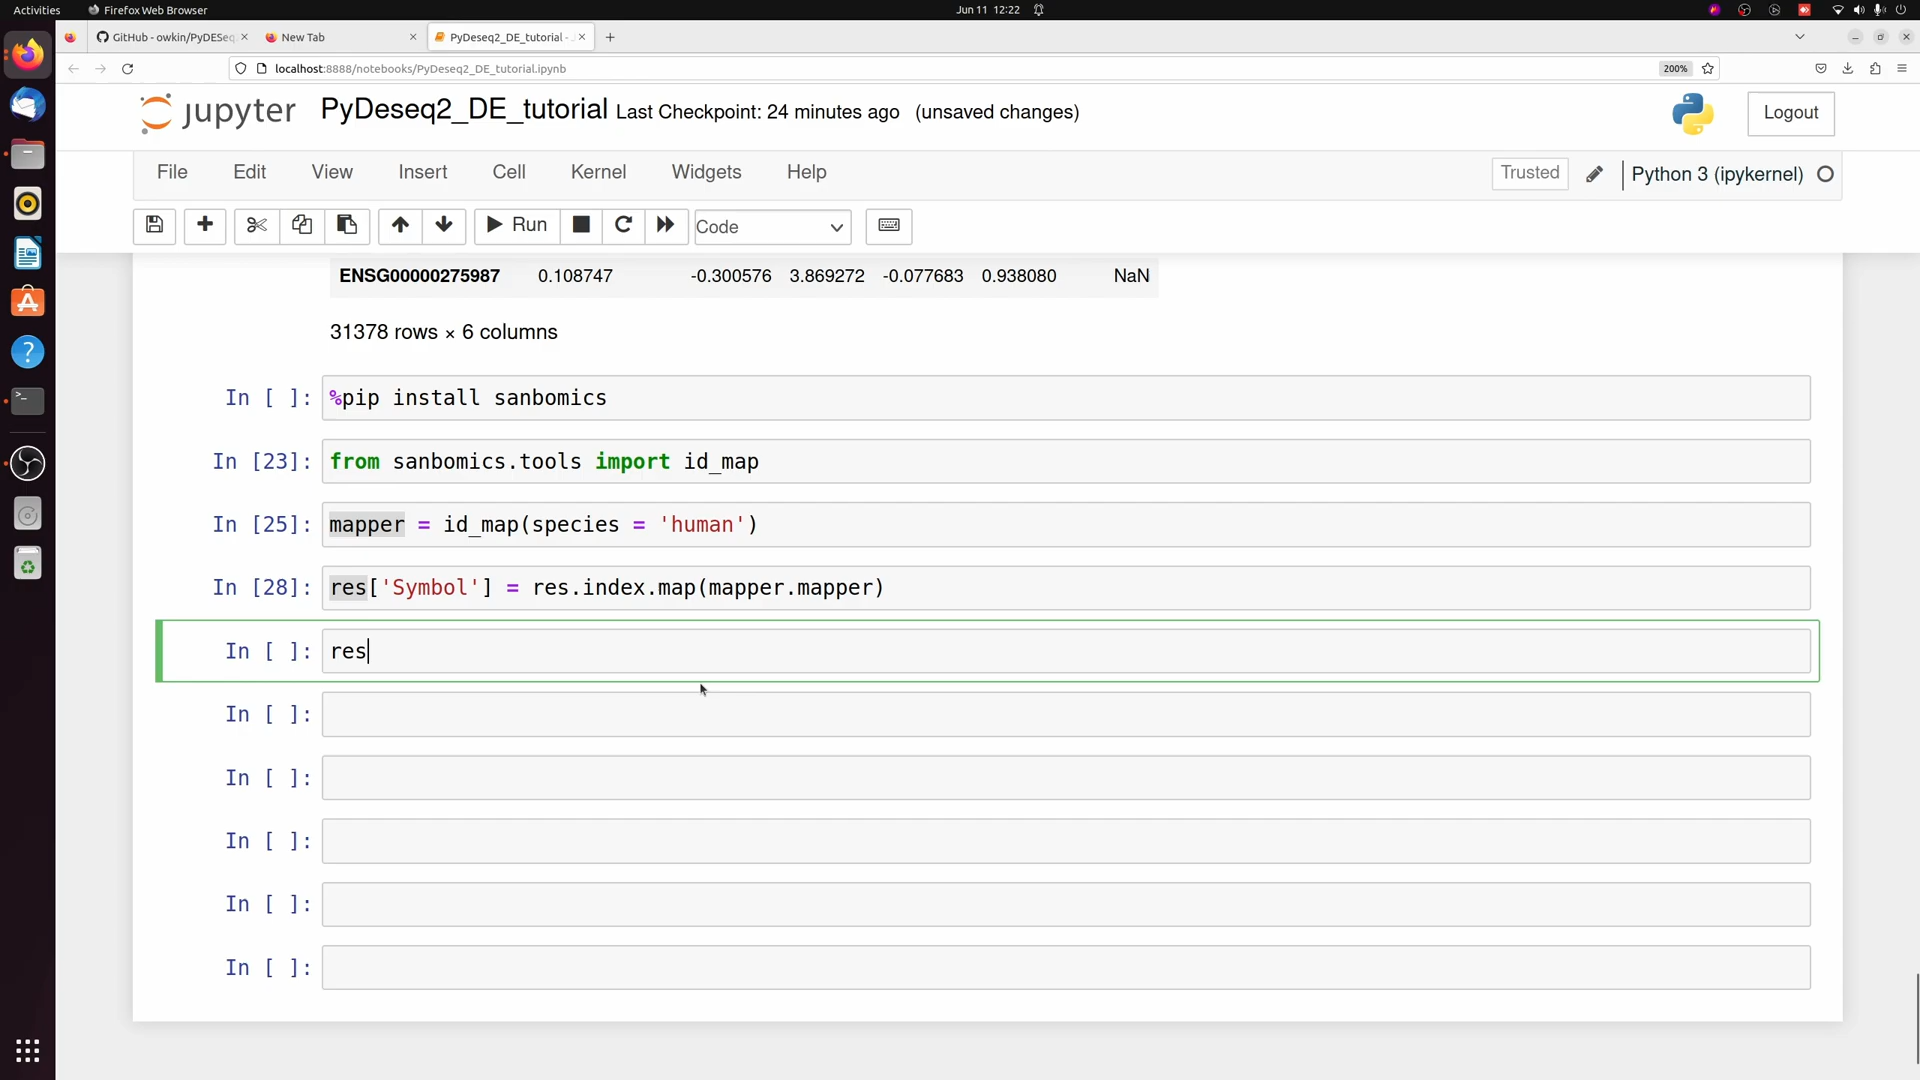 Activities
Firefox Web Browser
Jun 11 12:22
GitHub - owkin/PyDESeq
New Tab
PyDeseq2_DE_tutorial - J
localhost:8888/notebooks/PyDeseq2_DE_tutorial.ipynb
200%
jupyter PyDeseq2_DE_tutorial Last Checkpoint: 24 minutes ago (unsaved changes)
Logout
File Edit View Insert Cell Kernel Widgets Help
Trusted
Python 3 (ipykernel)
Run
Code
ENSG00000275987 0.108747 -0.300576 3.869272 -0.077683 0.938080 NaN
31378 rows × 6 columns
In [ ]: %pip install sanbomics
In [23]: from sanbomics.tools import id_map
In [25]: mapper = id_map(species = 'human')
In [28]: res['Symbol'] = res.index.map(mapper.mapper)
In [ ]: res
In [ ]:
In [ ]:
In [ ]:
In [ ]:
In [ ]: